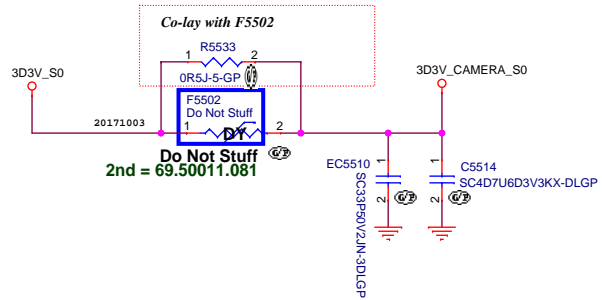 Co-lay with F5502
R5533
1 2
3D3V_S0
0R5J-5-GP
3D3V_CAMERA_S0
F5502
Do Not Stuff
20171003
1 DY 2
Do Not Stuff
2nd = 69.50011.081
EC5510
1
2
SC33P50V2JN-3DLGP
C5514
SC4D7U6D3V3KX-DLGP
1
2